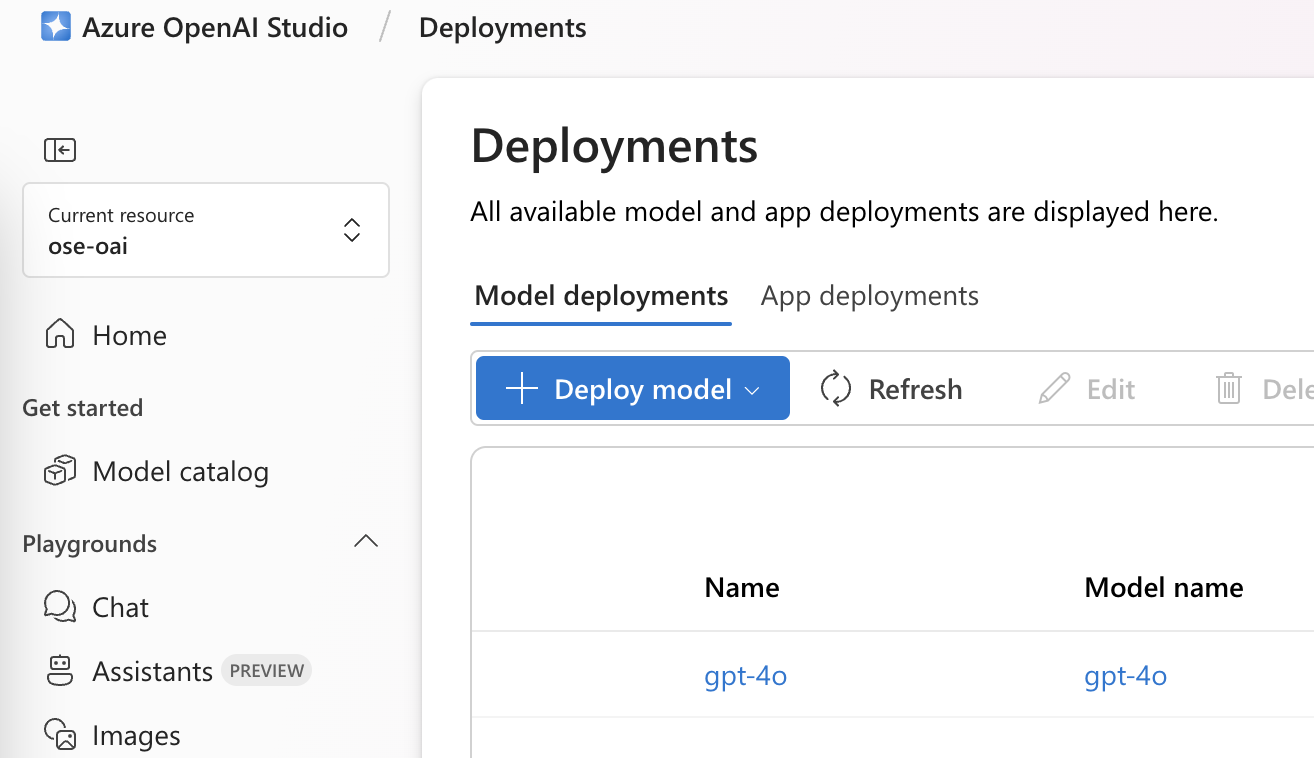 Azure OpenAI Studio / Deployments
Current resource
ose-oai
Home
Get started
Model catalog
Playgrounds
Chat
Assistants PREVIEW
Images
Deployments
All available model and app deployments are displayed here.
Model deployments App deployments
Deploy model Refresh Edit Dele
Name Model name
gpt-4o gpt-4o